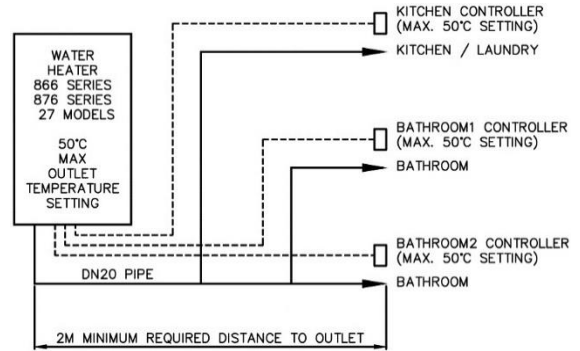 WATER
HEATER
866 SERIES
876 SERIES
27 MODELS
50°C
MAX
OUTLET
TEMPERATURE
SETTING
KITCHEN CONTROLLER
(MAX. 50°C SETTING)
KITCHEN / LAUNDRY
BATHROOM1 CONTROLLER
(MAX. 50°C SETTING)
BATHROOM
BATHROOM2 CONTROLLER
(MAX. 50°C SETTING)
BATHROOM
DN20 PIPE
2M MINIMUM REQUIRED DISTANCE TO OUTLET